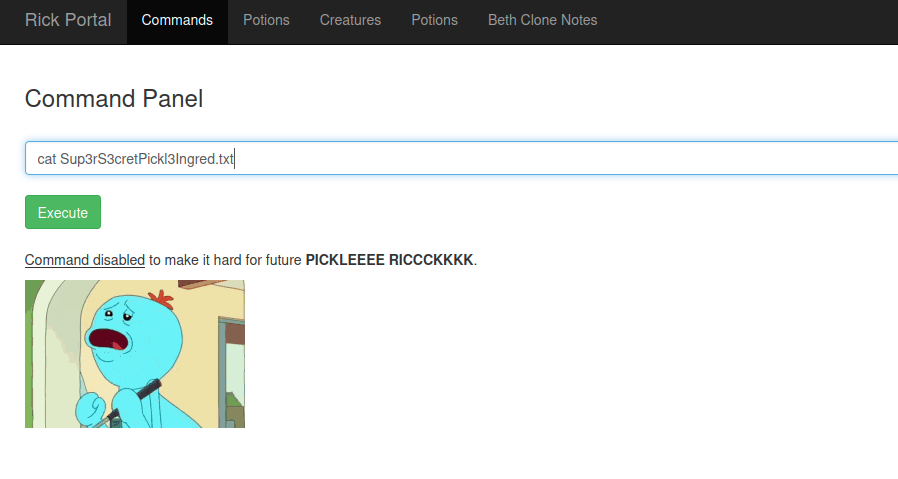 Rick Portal Commands Potions Creatures Potions Beth Clone Notes
Command Panel
cat Sup3rS3cretPickl3Ingred.txt
Execute
Command disabled to make it hard for future PICKLEEEE RICCCKKKK.